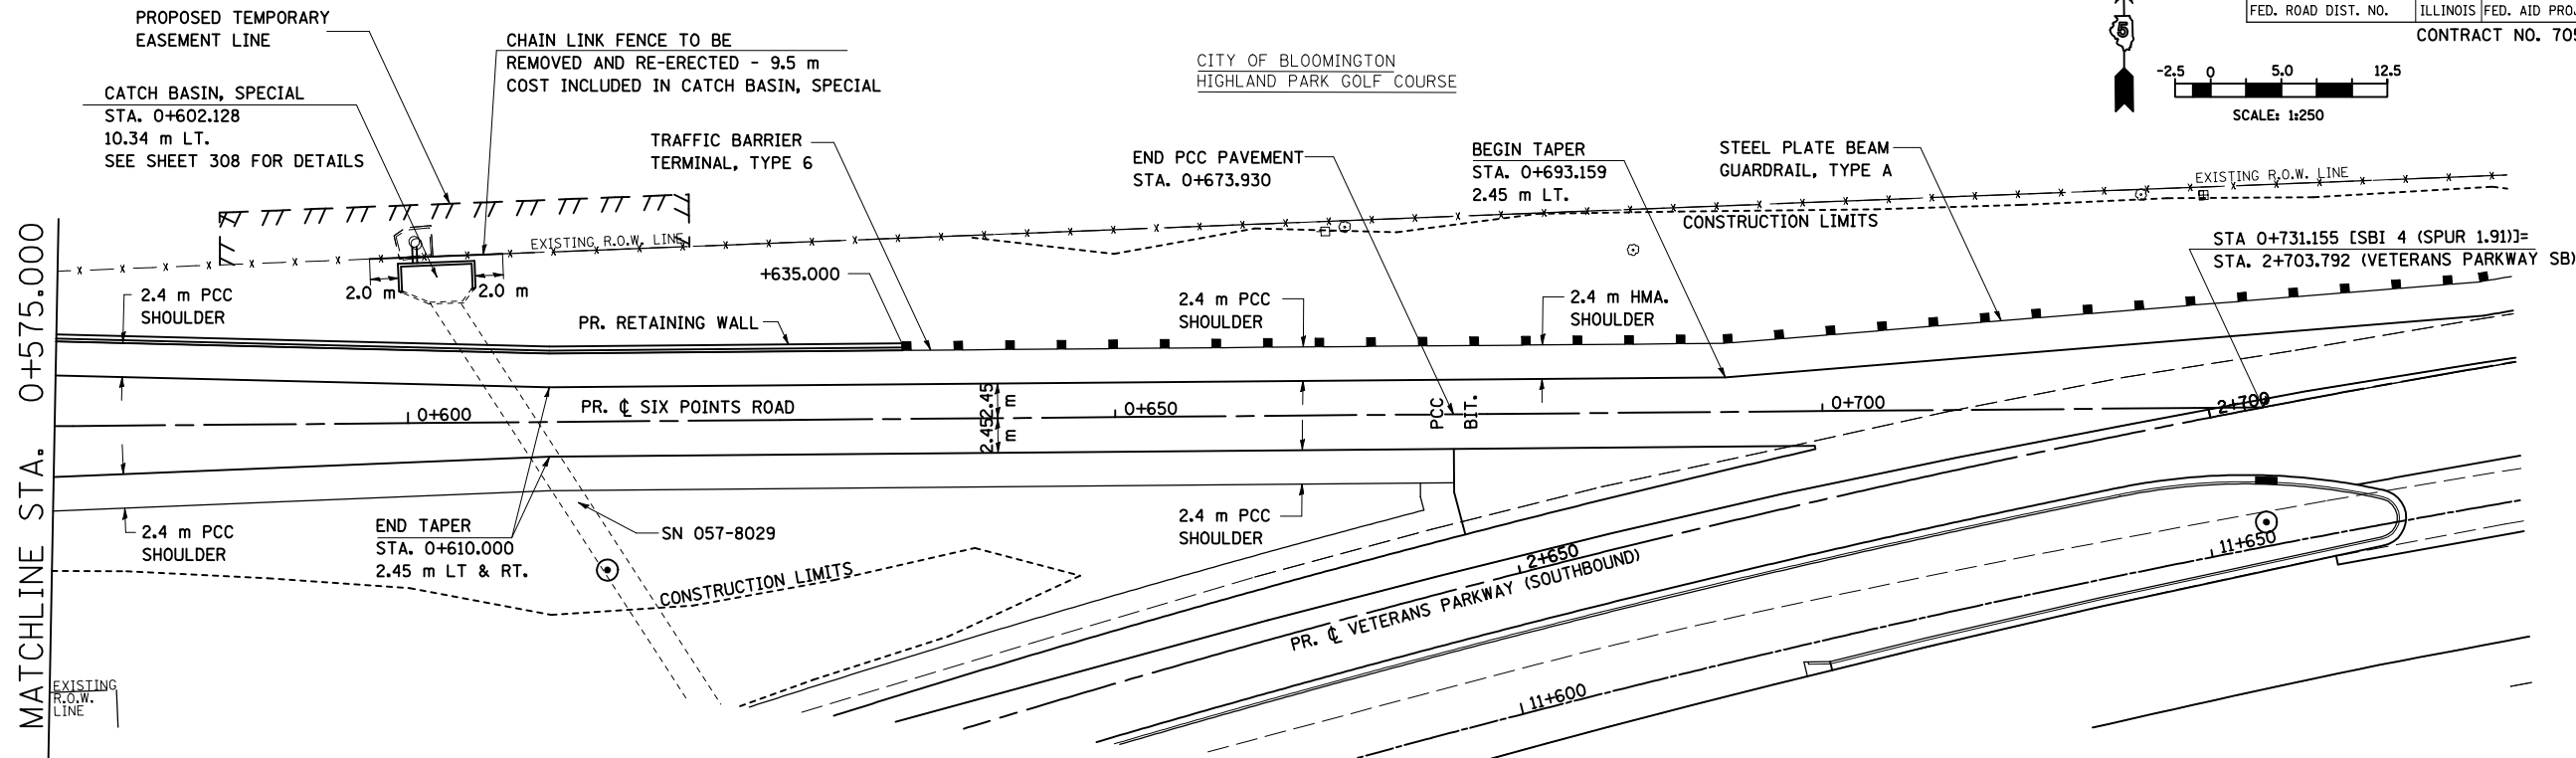 PROPOSED TEMPORARY
EASEMENT LINE
CHAIN LINK FENCE TO BE
REMOVED AND RE-ERECTED - 9.5 m
COST INCLUDED IN CATCH BASIN, SPECIAL
CITY OF BLOOMINGTON
HIGHLAND PARK GOLF COURSE
5
FED. ROAD DIST. NO.
ILLINOIS
FED. AID PROJ.
CONTRACT NO. 705
-2.5 0 5.0 12.5
SCALE: 1:250
CATCH BASIN, SPECIAL
STA. 0+602.128
10.34 m LT.
SEE SHEET 308 FOR DETAILS
TRAFFIC BARRIER
TERMINAL, TYPE 6
END PCC PAVEMENT
STA. 0+673.930
BEGIN TAPER
STA. 0+693.159
2.45 m LT.
STEEL PLATE BEAM
GUARDRAIL, TYPE A
EXISTING R.O.W. LINE
CONSTRUCTION LIMITS
STA 0+731.155 [SBI 4 (SPUR 1.91)]=
STA. 2+703.792 (VETERANS PARKWAY SB)
EXISTING R.O.W. LINE
+635.000
2.0 m
2.0 m
2.4 m PCC
SHOULDER
PR. RETAINING WALL
2.4 m PCC
SHOULDER
2.4 m HMA.
SHOULDER
MATCHLINE STA. 0+575.000
0+600
PR. ℄ SIX POINTS ROAD
2.45 m
2.45 m
0+650
PCC
BIT.
0+700
2+700
2.4 m PCC
SHOULDER
END TAPER
STA. 0+610.000
2.45 m LT & RT.
SN 057-8029
2.4 m PCC
SHOULDER
CONSTRUCTION LIMITS
2+650
PR. ℄ VETERANS PARKWAY (SOUTHBOUND)
11+650
11+600
EXISTING
R.O.W.
LINE